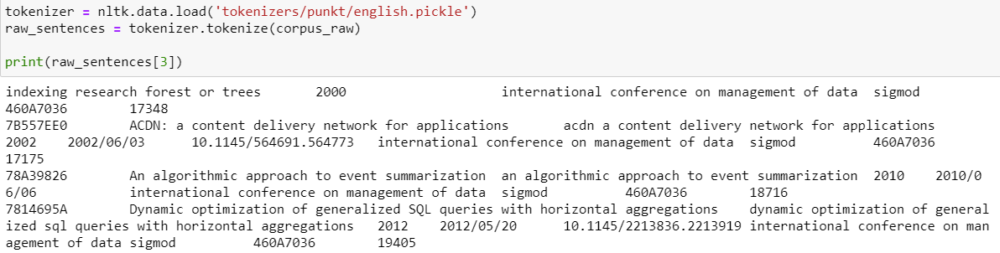 tokenizer = nltk.data.load('tokenizers/punkt/english.pickle')
raw_sentences = tokenizer.tokenize(corpus_raw)
print(raw_sentences[3])
indexing research forest or trees 2000 international conference on management of data sigmod
460A7036 17348
7B557EE0 ACDN: a content delivery network for applications acdn a content delivery network for applications
2002 2002/06/03 10.1145/564691.564773 international conference on management of data sigmod 460A7036
17175
78A39826 An algorithmic approach to event summarization an algorithmic approach to event summarization 2010 2010/0
6/06 international conference on management of data sigmod 460A7036 18716
7814695A Dynamic optimization of generalized SQL queries with horizontal aggregations dynamic optimization of general
ized sql queries with horizontal aggregations 2012 2012/05/20 10.1145/2213836.2213919 international conference on man
agement of data sigmod 460A7036 19405